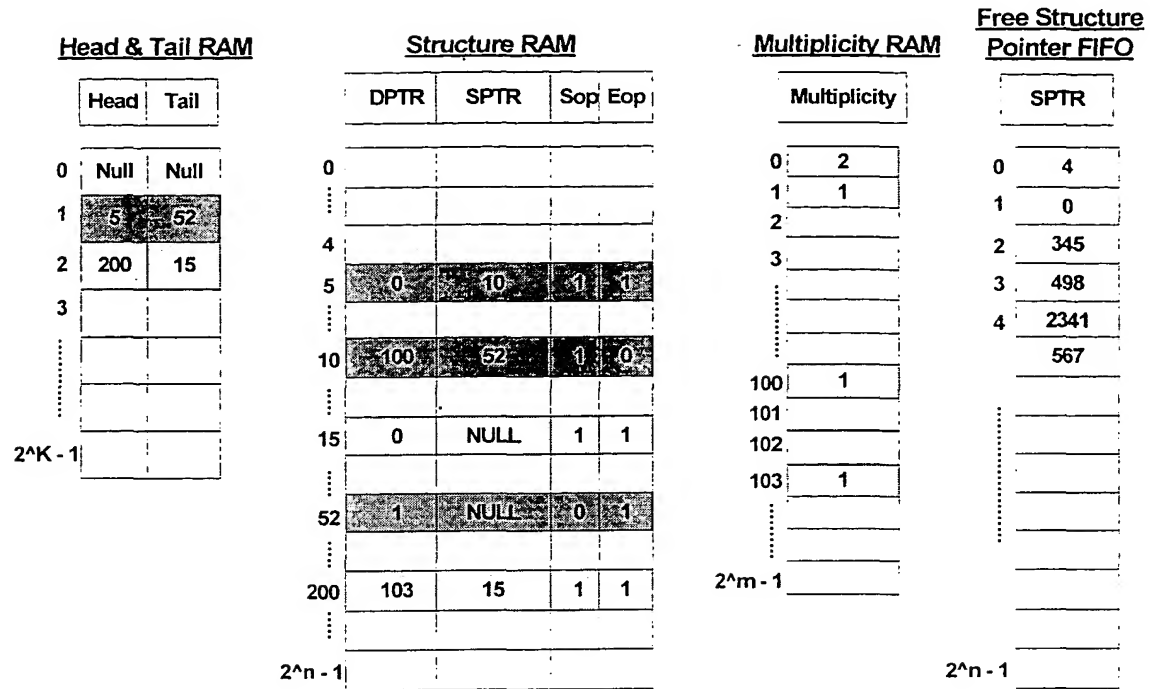 Head & Tail RAM
Head Tail
0 Null Null
1 5 52
2 200 15
3
2^K - 1
Structure RAM
DPTR SPTR Sop Eop
0
4
5 0 10 1 1
10 100 52 1 0
15 0 NULL 1 1
52 1 NULL 0 1
200 103 15 1 1
2^n - 1
Multiplicity RAM
Multiplicity
0 2
1 1
2
3
100 1
101
102
103 1
2^m - 1
Free Structure
Pointer FIFO
SPTR
0 4
1 0
2 345
3 498
4 2341
567
2^n - 1